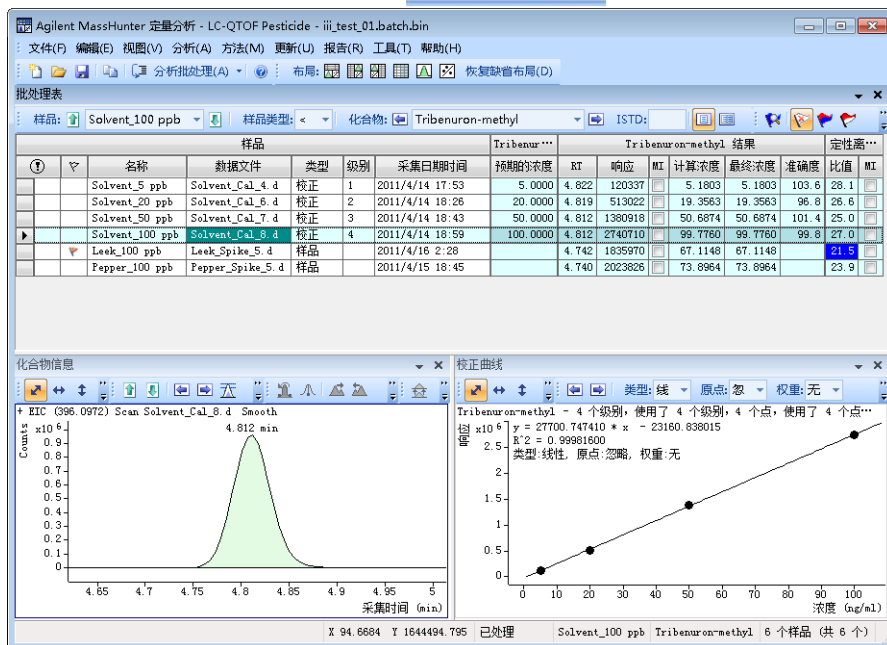 Agilent MassHunter 定量分析 - LC-QTOF Pesticide - iii_test_01.batch.bin
文件(F) 编辑(E) 视图(V) 分析(A) 方法(M) 更新(U) 报告(R) 工具(T) 帮助(H)
分析批处理(A) 布局: 恢复缺省布局(D)
批处理表
样品: Solvent_100 ppb 样品类型: < 化合物: Tribenuron-methyl ISTD:
样品 Tribenur... Tribenuron-methyl 结果 定性离...
名称 数据文件 类型 级别 采集日期时间 预期的浓度 RT 响应 MI 计算浓度 最终浓度 准确度 比值 MI
Solvent_5 ppb Solvent_Cal_4.d 校正 1 2011/4/14 17:53 5.0000 4.822 120337 5.1803 5.1803 103.6 28.1
Solvent_20 ppb Solvent_Cal_6.d 校正 2 2011/4/14 18:26 20.0000 4.819 513022 19.3563 19.3563 96.8 26.6
Solvent_50 ppb Solvent_Cal_7.d 校正 3 2011/4/14 18:43 50.0000 4.812 1380918 50.6874 50.6874 101.4 25.0
Solvent_100 ppb Solvent_Cal_8.d 校正 4 2011/4/14 18:59 100.0000 4.812 2740710 99.7760 99.7760 99.8 27.0
Leek_100 ppb Leek_Spike_5.d 样品 2011/4/16 2:28 4.742 1835970 67.1148 67.1148 21.5
Pepper_100 ppb Pepper_Spike_5.d 样品 2011/4/15 18:45 4.740 2023826 73.8964 73.8964 23.9
化合物信息
+ EIC (396.0972) Scan Solvent_Cal_8.d Smooth
Counts
x10 6
4.812 min
0.9
0.8
0.7
0.6
0.5
0.4
0.3
0.2
0.1
0
4.65 4.7 4.75 4.8 4.85 4.9 4.95 5
采集时间 (min)
校正曲线
类型: 线 原点: 忽 权重: 无
Tribenuron-methyl - 4 个级别, 使用了 4 个级别, 4 个点, 使用了 4 个点...
响应
x10 6
y = 27700.747410 * x - 23160.838015
R^2 = 0.99981600
类型:线性, 原点:忽略, 权重:无
2.5
2
1.5
1
0.5
0
0 10 20 30 40 50 60 70 80 90 100
浓度 (ng/ml)
X 94.6684 Y 1644494.795 已处理 Solvent_100 ppb Tribenuron-methyl 6 个样品 (共 6 个)